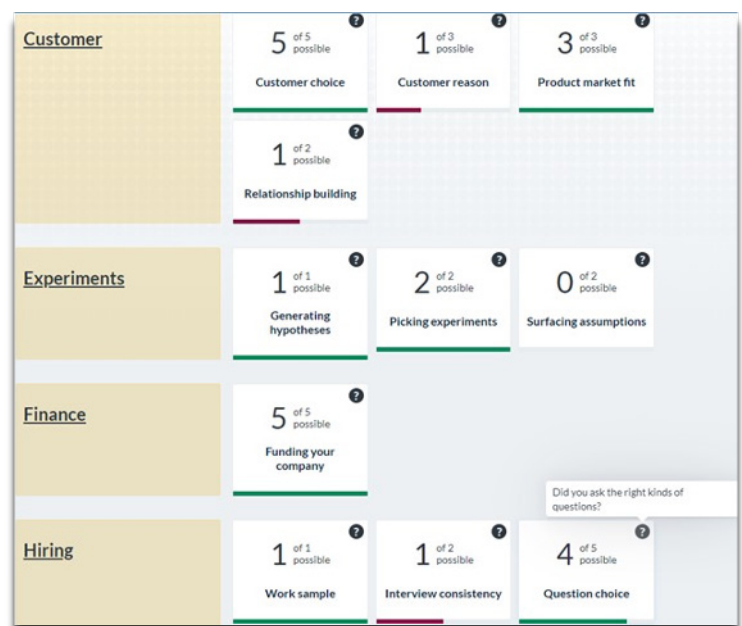 Customer
?
5 of 5 possible
Customer choice
?
1 of 3 possible
Customer reason
?
3 of 3 possible
Product market fit
?
1 of 2 possible
Relationship building
Experiments
?
1 of 1 possible
Generating
hypotheses
?
2 of 2 possible
Picking experiments
?
0 of 2 possible
Surfacing assumptions
Finance
?
5 of 5 possible
Funding your
company
Did you ask the right kinds of
questions?
Hiring
?
1 of 1 possible
Work sample
?
1 of 2 possible
Interview consistency
?
4 of 5 possible
Question choice